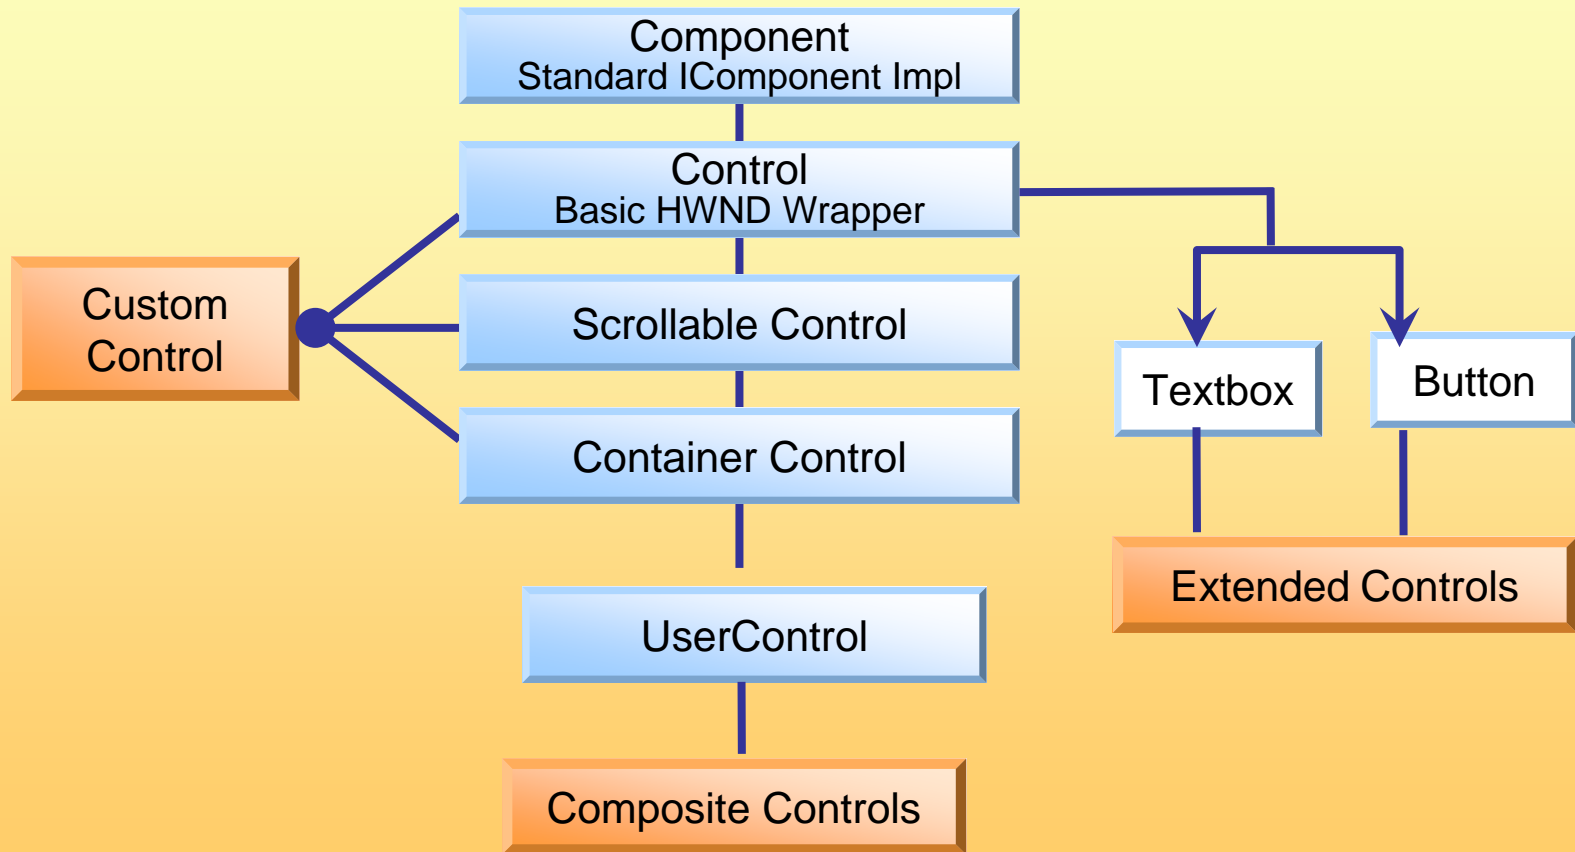 Component
Standard IComponent Impl
Control
Basic HWND Wrapper
Custom
Control
Scrollable Control
Textbox
Button
Container Control
Extended Controls
UserControl
Composite Controls